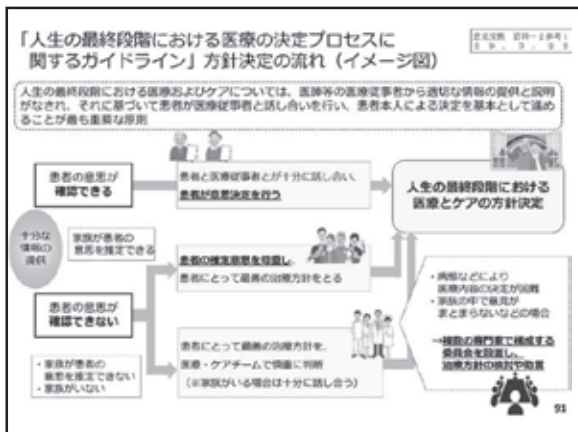 「人生の最終段階における医療の決定プロセスに
関するガイドライン」方針決定の流れ（イメージ図）
人生の最終段階における医療およびケアについては、医師等の医療従事者から適切な情報の提供と説明
がなされ、それに基づいて患者が医療従事者と話し合いを行い、患者本人による決定を基本として進め
ることが最も重要な原則
患者の意思が
確認できる
患者と医療従事者とが十分に話し合い、
患者が意思決定を行う
人生の最終段階における
医療とケアの方針決定
十分な
情報の
提供
家族が患者の
意思を推定できる
患者の推定意思を尊重し、
患者にとって最善の治療方針をとる
患者の意思が
確認できない
・家族が患者の
意思を推定できない
・家族がいない
患者にとって最善の治療方針を、
医療・ケアチームで慎重に判断
（※家族がいる場合は十分に話し合う）
・病態などにより
医療内容の決定が困難
・家族の中で意見が
まとまらないなどの場合
→複数の専門家で構成する
委員会を設置し、
治療方針の検討や助言
91